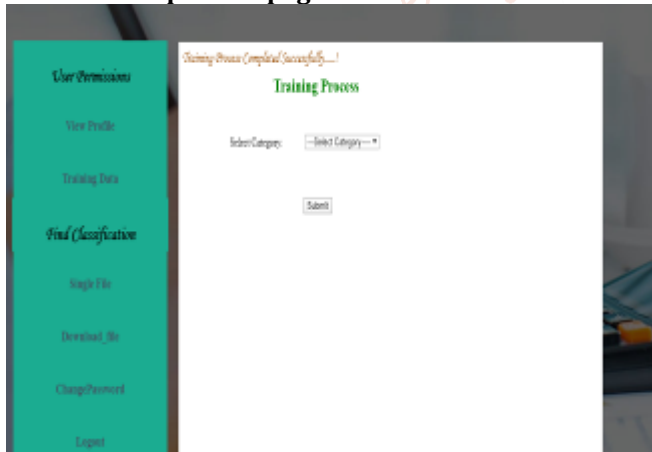 User Permissions
View Profile
Training Data
Find Classification
Single File
Download_file
ChangePassword
Logout
Training Process Completed Successfully.....!
Training Process
Select Category:
---Select Category---
Submit